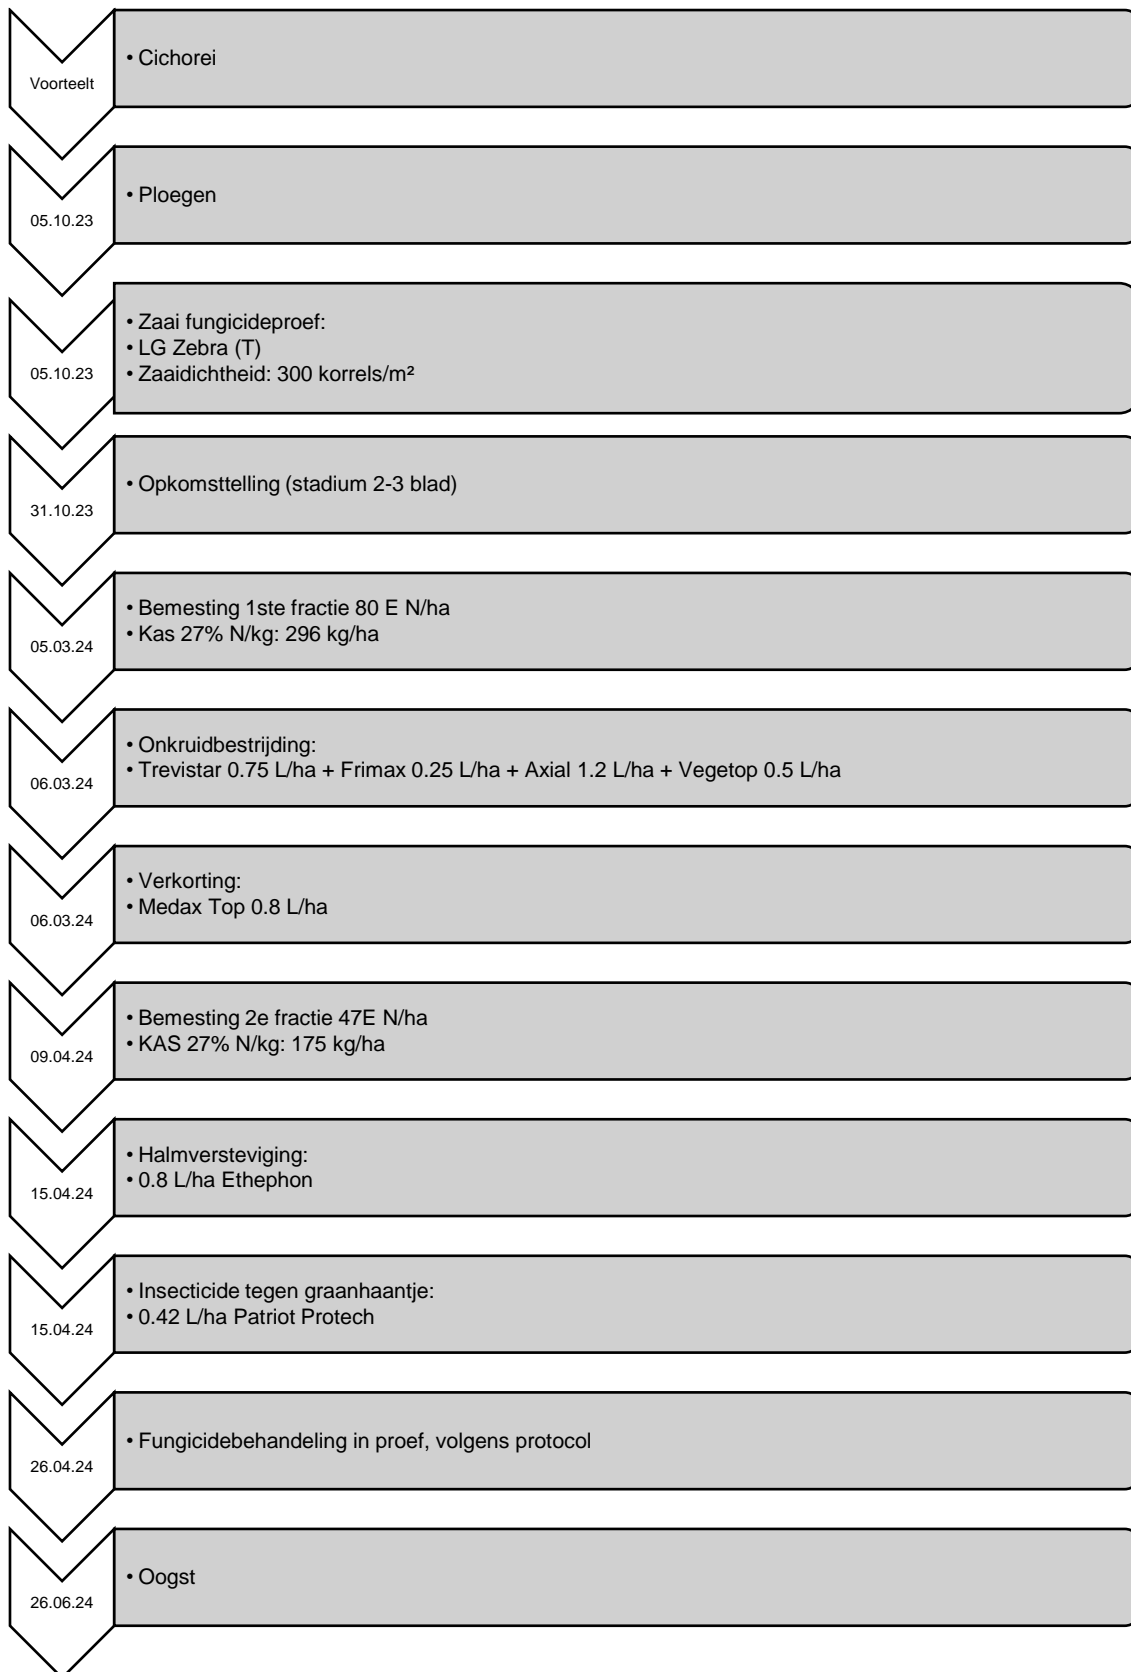 Voorteelt
• Cichorei
05.10.23
• Ploegen
05.10.23
• Zaai fungicideproef:
• LG Zebra (T)
• Zaaidichtheid: 300 korrels/m²
31.10.23
• Opkomsttelling (stadium 2-3 blad)
05.03.24
• Bemesting 1ste fractie 80 E N/ha
• Kas 27% N/kg: 296 kg/ha
06.03.24
• Onkruidbestrijding:
• Trevistar 0.75 L/ha + Frimax 0.25 L/ha + Axial 1.2 L/ha + Vegetop 0.5 L/ha
06.03.24
• Verkorting:
• Medax Top 0.8 L/ha
09.04.24
• Bemesting 2e fractie 47E N/ha
• KAS 27% N/kg: 175 kg/ha
15.04.24
• Halmversteviging:
• 0.8 L/ha Ethephon
15.04.24
• Insecticide tegen graanhaantje:
• 0.42 L/ha Patriot Protech
26.04.24
• Fungicidebehandeling in proef, volgens protocol
26.06.24
• Oogst